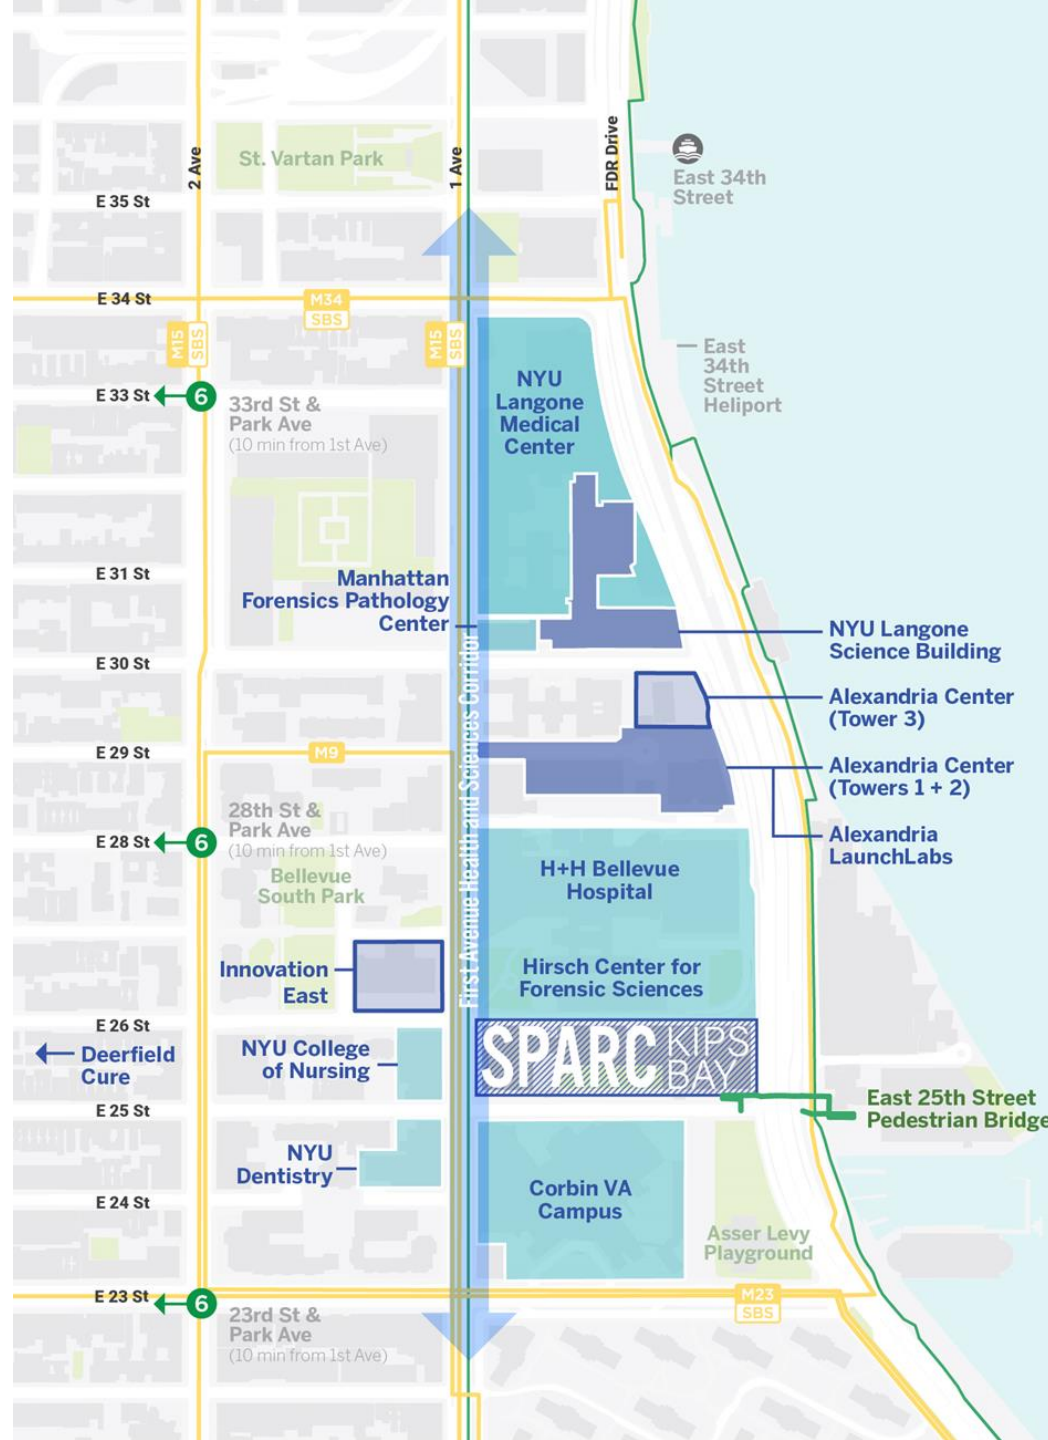 2 Ave
St. Vartan Park
1 Ave
FDR Drive
East 34th
Street
E 35 St
E 34 St
M34
SBS
M15
SBS
M15
SBS
East
34th
Street
Heliport
NYU
Langone
Medical
Center
E 33 St
6
33rd St &
Park Ave
(10 min from 1st Ave)
E 31 St
Manhattan
Forensics Pathology
Center
NYU Langone
Science Building
E 30 St
Alexandria Center
(Tower 3)
First Avenue Health and Sciences Corridor
E 29 St
M9
Alexandria Center
(Towers 1 + 2)
28th St &
Park Ave
(10 min from 1st Ave)
E 28 St
6
Alexandria
LaunchLabs
Bellevue
South Park
H+H Bellevue
Hospital
Innovation
East
Hirsch Center for
Forensic Sciences
E 26 St
Deerfield
Cure
NYU College
of Nursing
SPARC KIPS
BAY
E 25 St
East 25th Street
Pedestrian Bridge
NYU
Dentistry
Corbin VA
Campus
E 24 St
Asser Levy
Playground
E 23 St
6
23rd St &
Park Ave
(10 min from 1st Ave)
M23
SBS